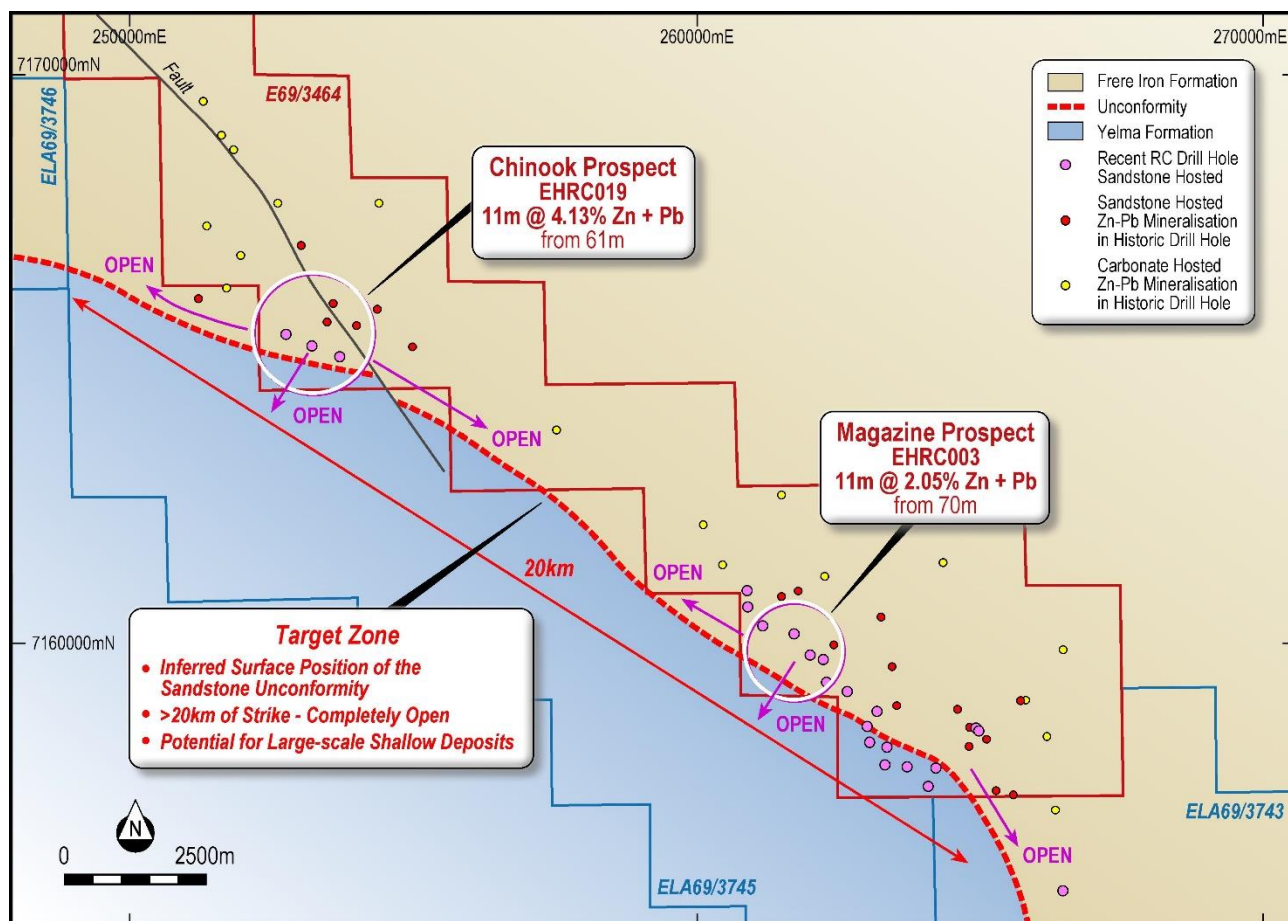 250000mE
260000mE
270000mE
7170000mN
Fault
E69/3464
ELA69/3746
Frere Iron Formation
Unconformity
Yelma Formation
Recent RC Drill Hole
Sandstone Hosted
Sandstone Hosted
Zn-Pb Mineralisation
in Historic Drill Hole
Carbonate Hosted
Zn-Pb Mineralisation
in Historic Drill Hole
Chinook Prospect
EHRC019
11m @ 4.13% Zn + Pb
from 61m
OPEN
OPEN
OPEN
Magazine Prospect
EHRC003
11m @ 2.05% Zn + Pb
from 70m
20km
OPEN
7160000mN
Target Zone
• Inferred Surface Position of the
Sandstone Unconformity
• >20km of Strike - Completely Open
• Potential for Large-scale Shallow Deposits
OPEN
ELA69/3743
N
0 2500m
OPEN
ELA69/3745